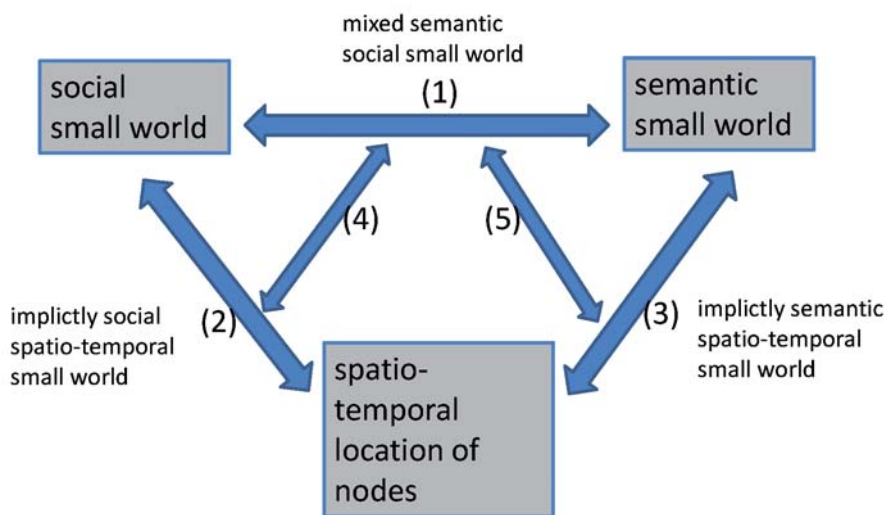 mixed semantic
social small world
(1)
social
small world
semantic
small world
(4)
(5)
implictly social
spatio-temporal
small world
(2)
(3)
implictly semantic
spatio-temporal
small world
spatio-
temporal
location of
nodes